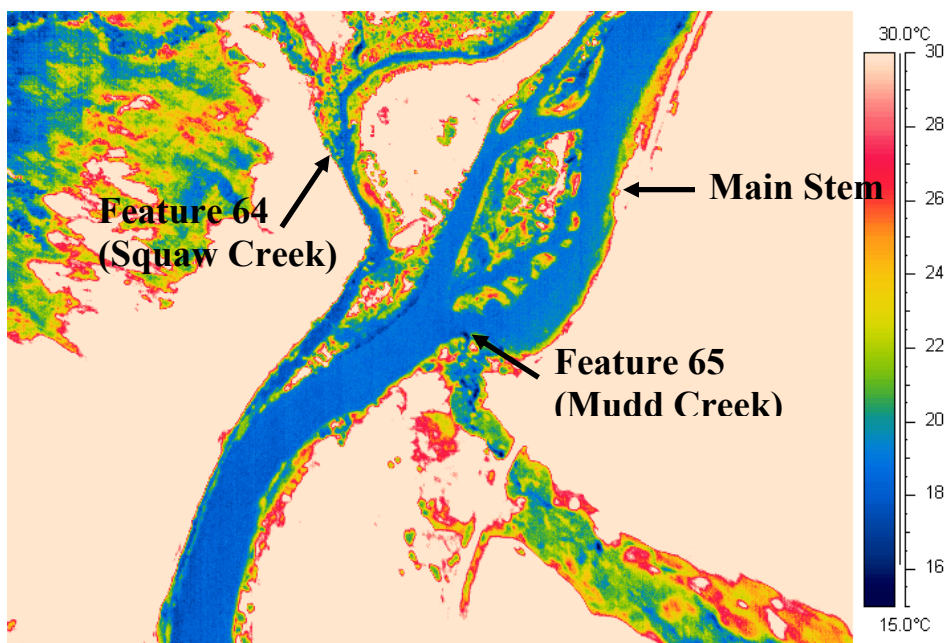 30.0°C
30
28
Main Stem
26
Feature 64
(Squaw Creek)
24
22
Feature 65
(Mudd Creek)
20
18
16
15.0°C